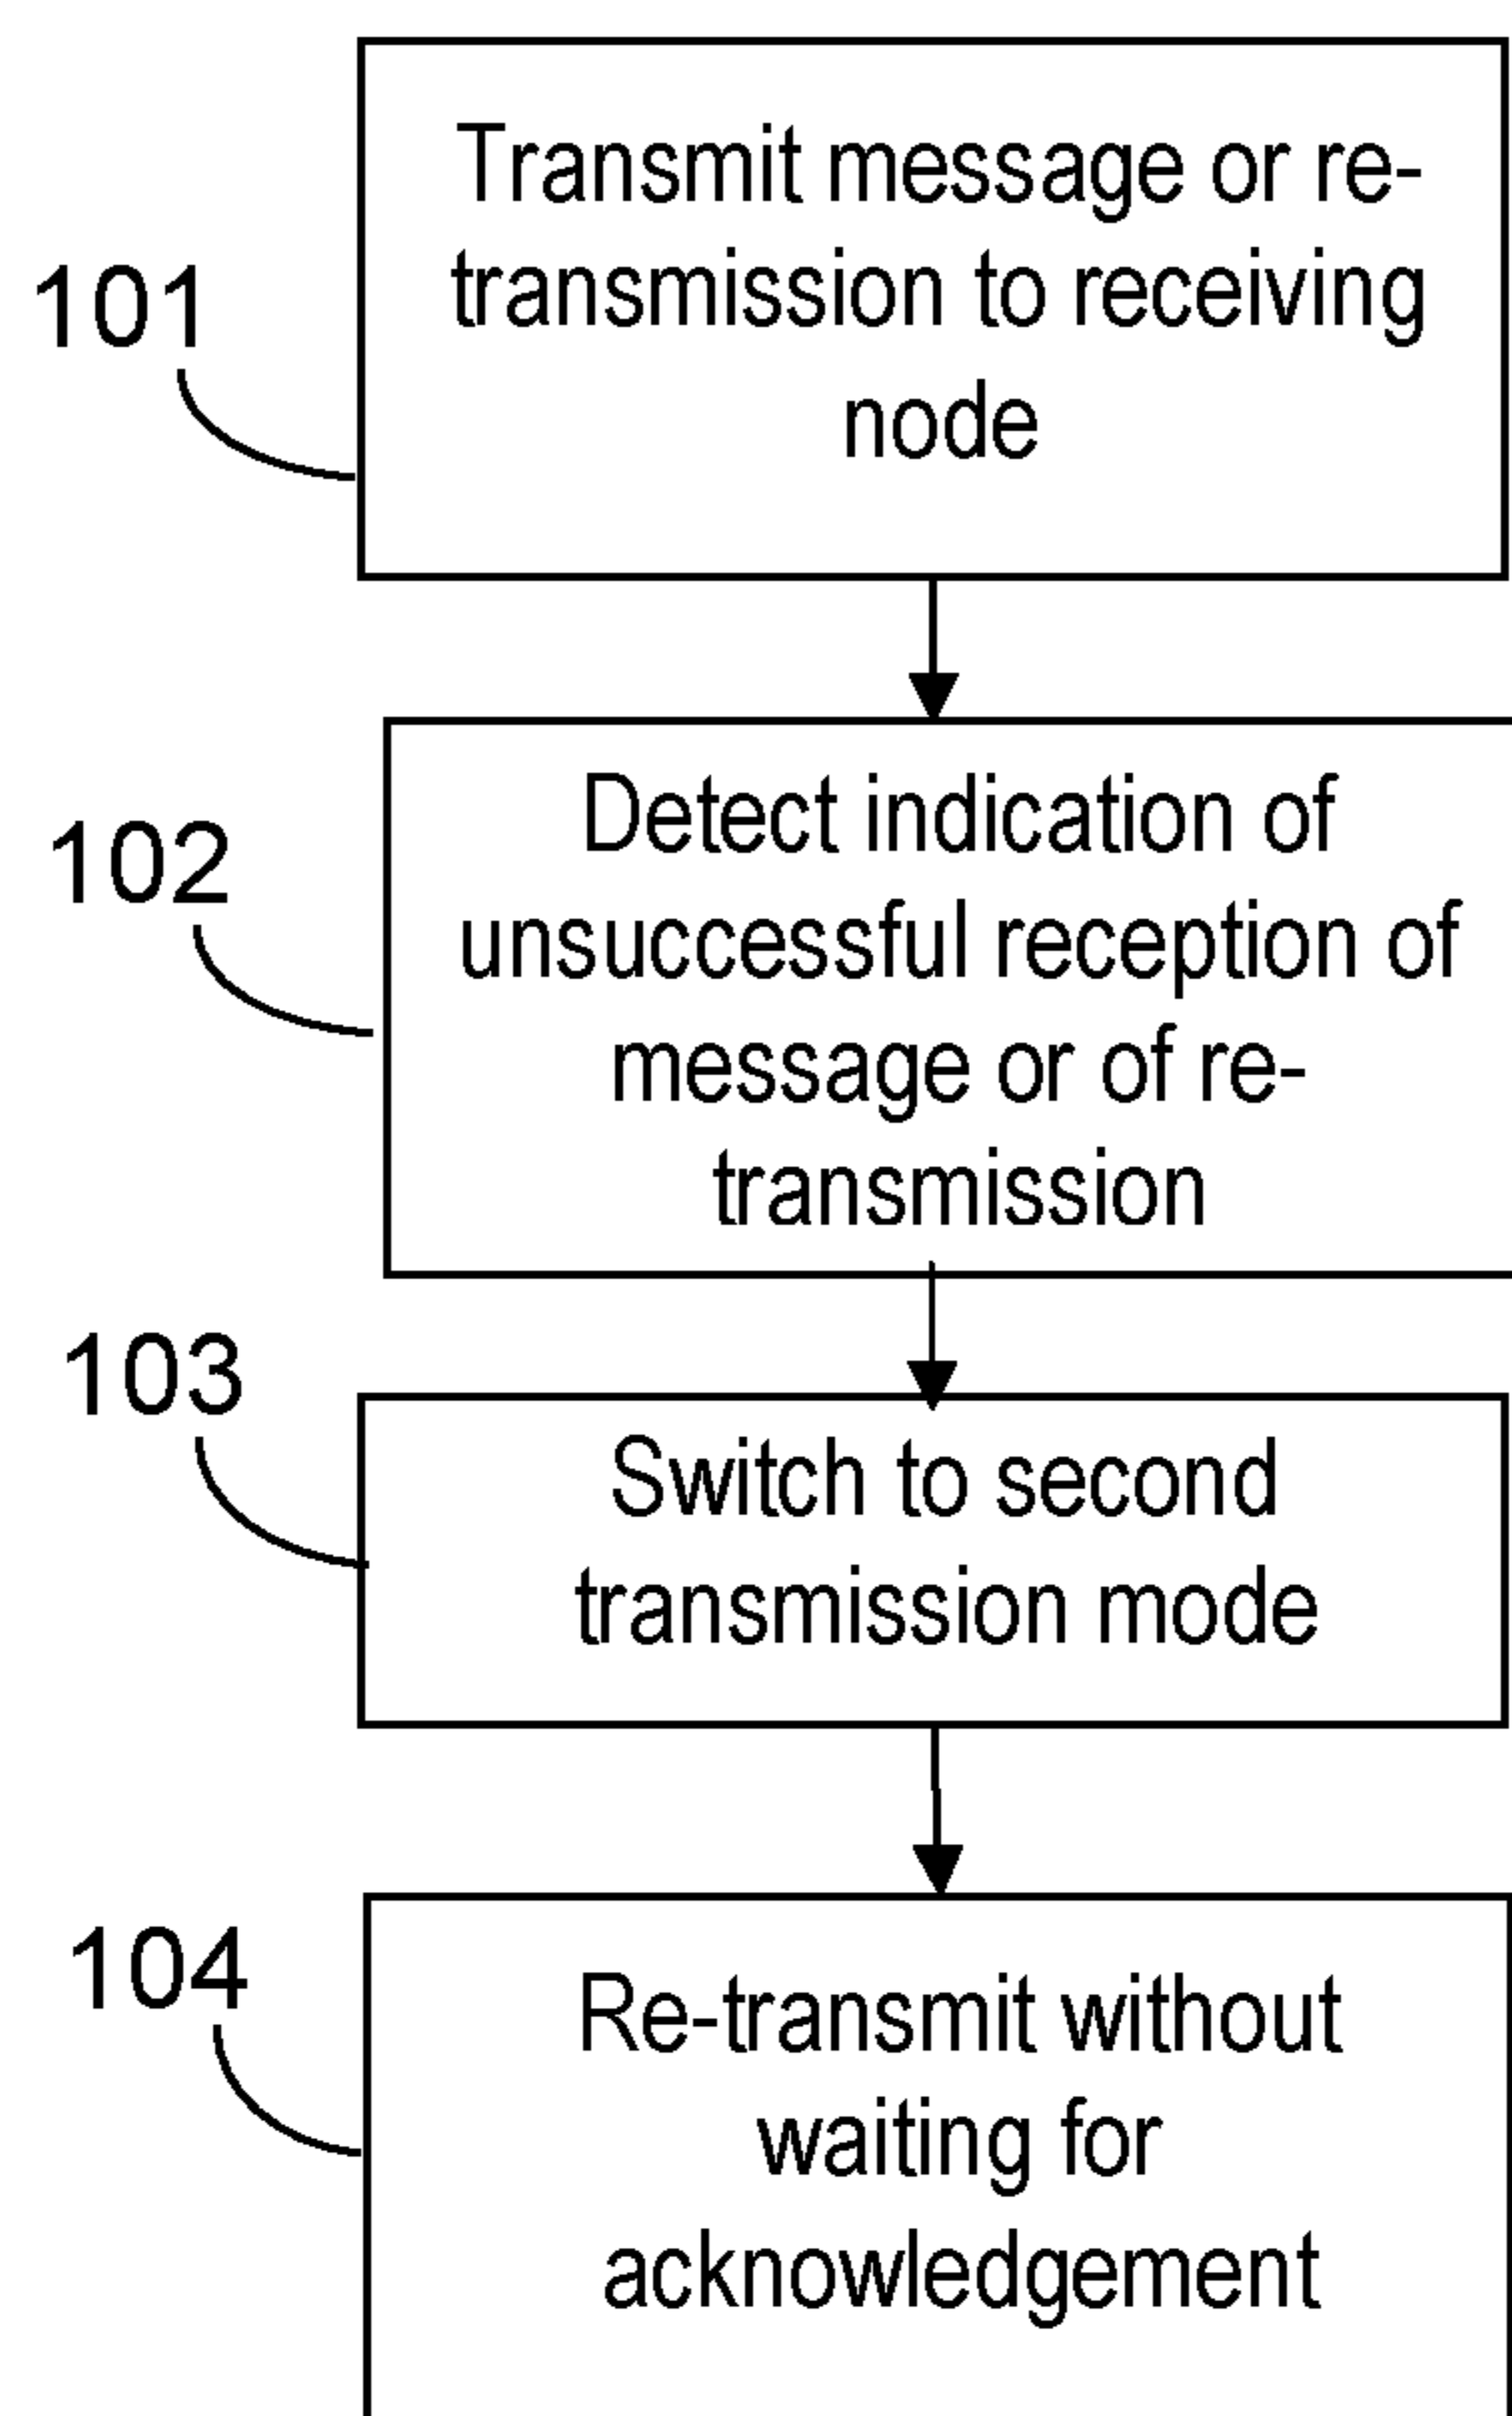 101
Transmit message or re-
transmission to receiving
node
102
Detect indication of
unsuccessful reception of
message or of re-
transmission
103
Switch to second
transmission mode
104
Re-transmit without
waiting for
acknowledgement